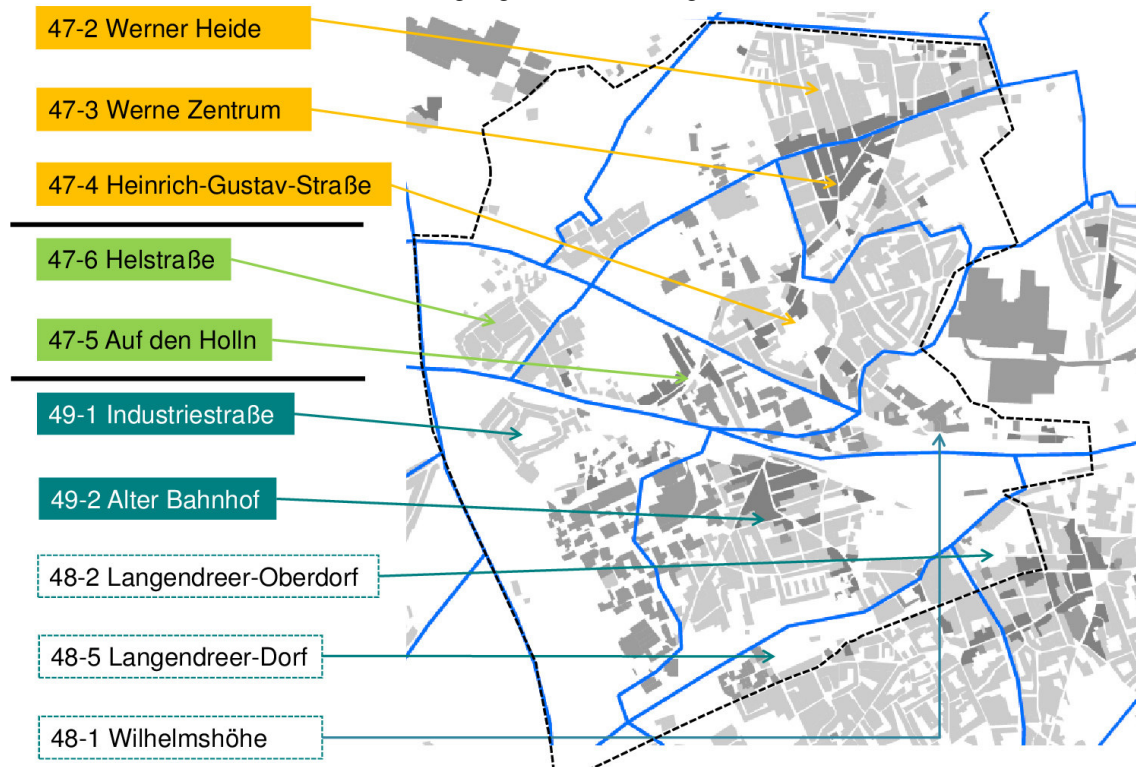 47-2 Werner Heide
47-3 Werne Zentrum
47-4 Heinrich-Gustav-Straße
47-6 Helstraße
47-5 Auf den Holln
49-1 Industriestraße
49-2 Alter Bahnhof
48-2 Langendreer-Oberdorf
48-5 Langendreer-Dorf
48-1 Wilhelmshöhe